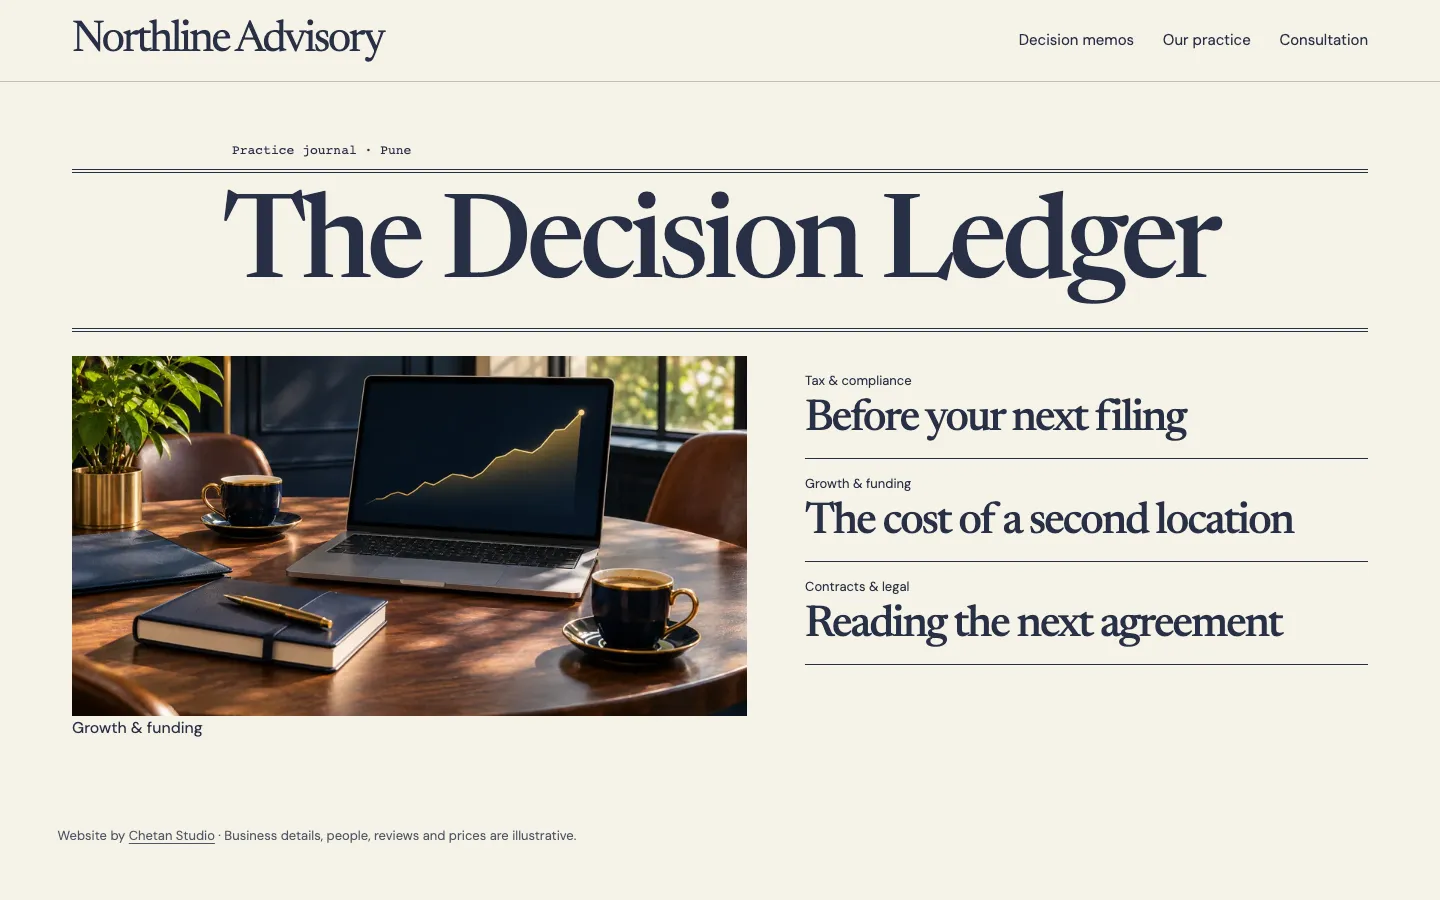 Northline Advisory
Decision memos
Our practice
Consultation
Practice journal · Pune
The Decision Ledger
Tax & compliance
Before your next filing
Growth & funding
The cost of a second location
Contracts & legal
Reading the next agreement
Growth & funding
Website by Chetan Studio · Business details, people, reviews and prices are illustrative.